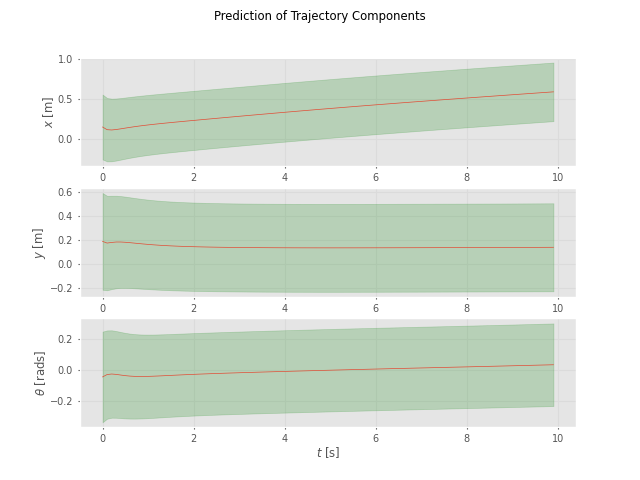 Prediction of Trajectory Components
1.0
0.5
0.0
x [m]
0 2 4 6 8 10
0.6
0.4
0.2
0.0
−0.2
y [m]
0 2 4 6 8 10
0.2
0.0
−0.2
θ [rads]
0 2 4 6 8 10
t [s]